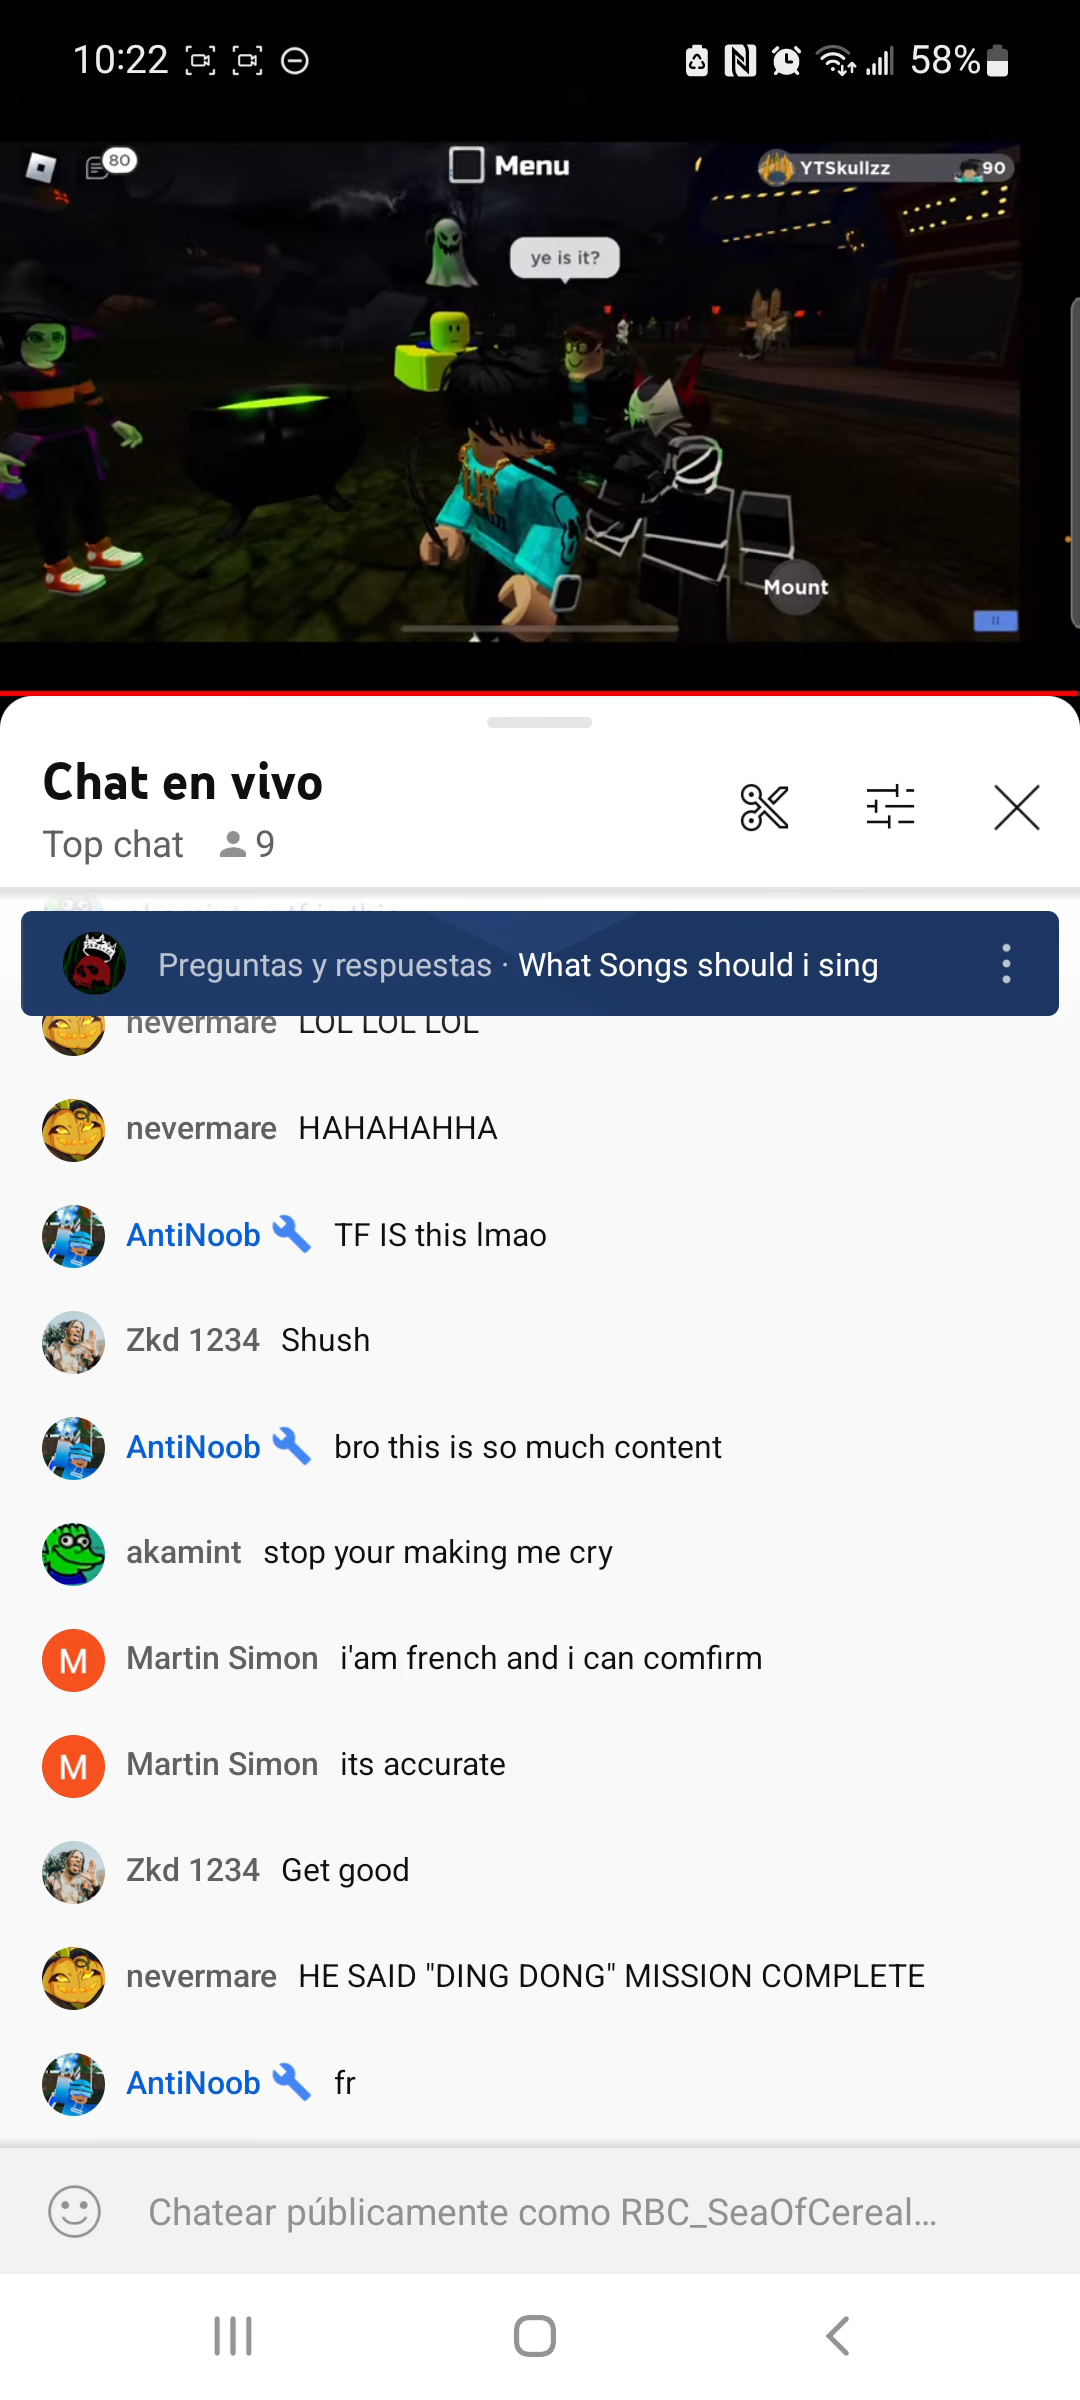 10:22
58%
80
Menu
YTSkullzz
90
ye is it?
Mount
Chat en vivo
Top chat 9
Preguntas y respuestas · What Songs should i sing
nevermare LOL LOL LOL
nevermare HAHAHAHHA
AntiNoob TF IS this lmao
Zkd 1234 Shush
AntiNoob bro this is so much content
akamint stop your making me cry
M
Martin Simon i'am french and i can comfirm
M
Martin Simon its accurate
Zkd 1234 Get good
nevermare HE SAID "DING DONG" MISSION COMPLETE
AntiNoob fr
Chatear públicamente como RBC_SeaOfCereal...